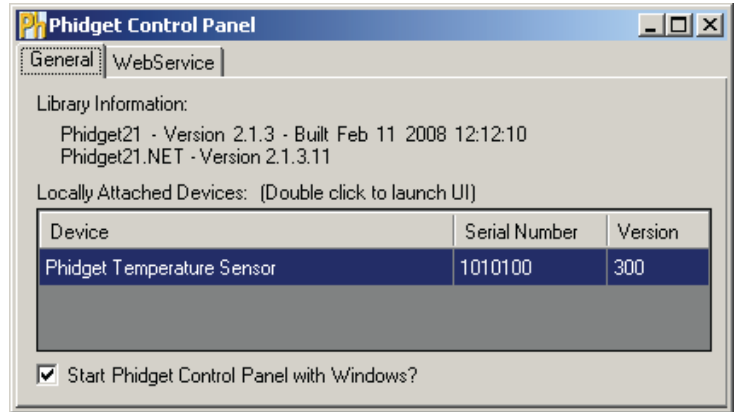 Ph Phidget Control Panel
General WebService
Library Information:
Phidget21 - Version 2.1.3 - Built Feb 11 2008 12:12:10
Phidget21.NET - Version 2.1.3.11
Locally Attached Devices: (Double click to launch UI)
Device Serial Number Version
Phidget Temperature Sensor 1010100 300
Start Phidget Control Panel with Windows?